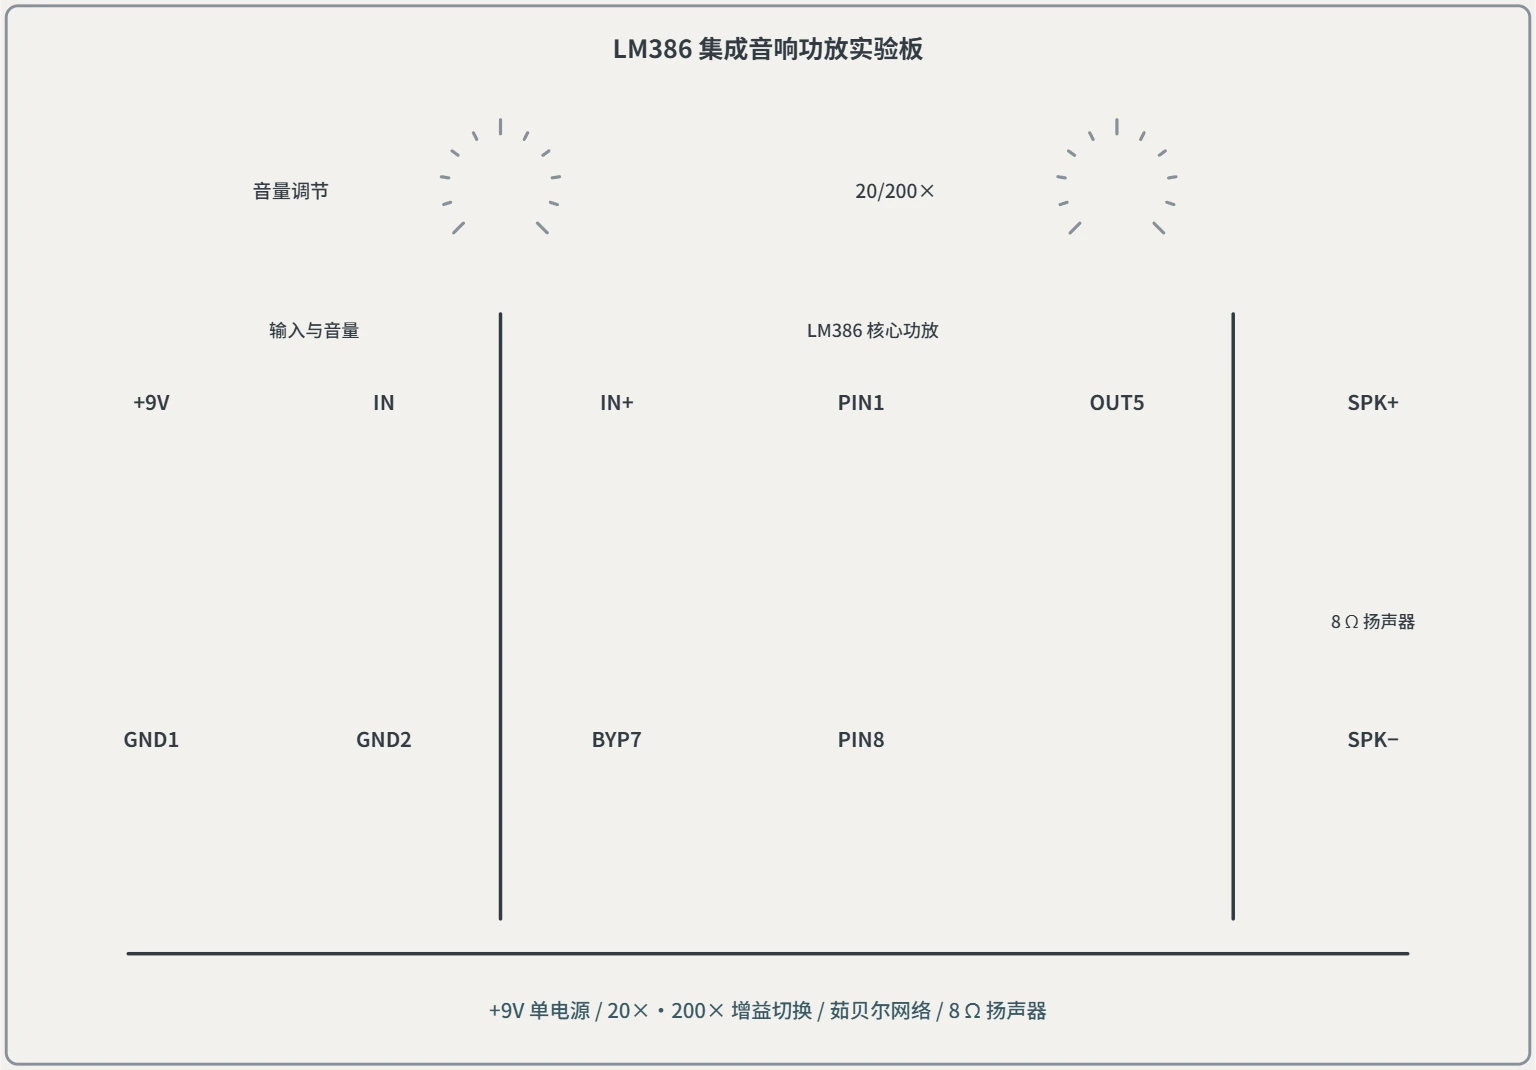 LM386 集成音响功放实验板
音量调节
20/200×
输入与音量
LM386 核心功放
+9V
IN
IN+
PIN1
OUT5
SPK+
8 Ω 扬声器
GND1
GND2
BYP7
PIN8
SPK−
+9V 单电源 / 20×・200× 增益切换 / 茹贝尔网络 / 8 Ω 扬声器